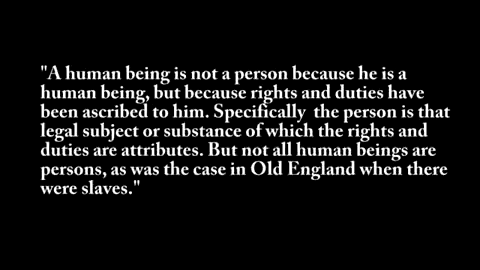 "A human being is not a person because he is a
human being, but because rights and duties have
been ascribed to him. Specifically  the person is that
legal subject or substance of which the rights and
duties are attributes. But not all human beings are
persons, as was the case in Old England when there
were slaves."